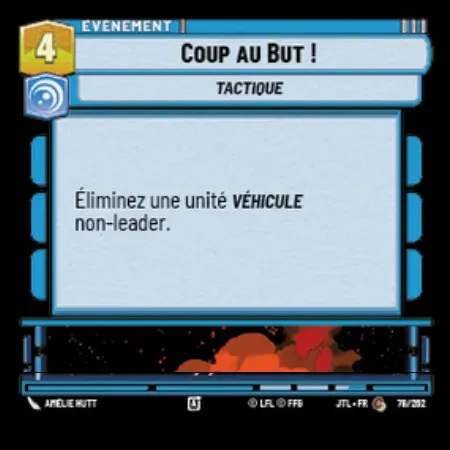 ÉVÉNEMENT
4
COUP AU BUT !
TACTIQUE
Éliminez une unité VÉHICULE
non-leader.
AMÉLIE HUTT
Ⓒ LFL Ⓒ FFG
JTL • FR
78/262